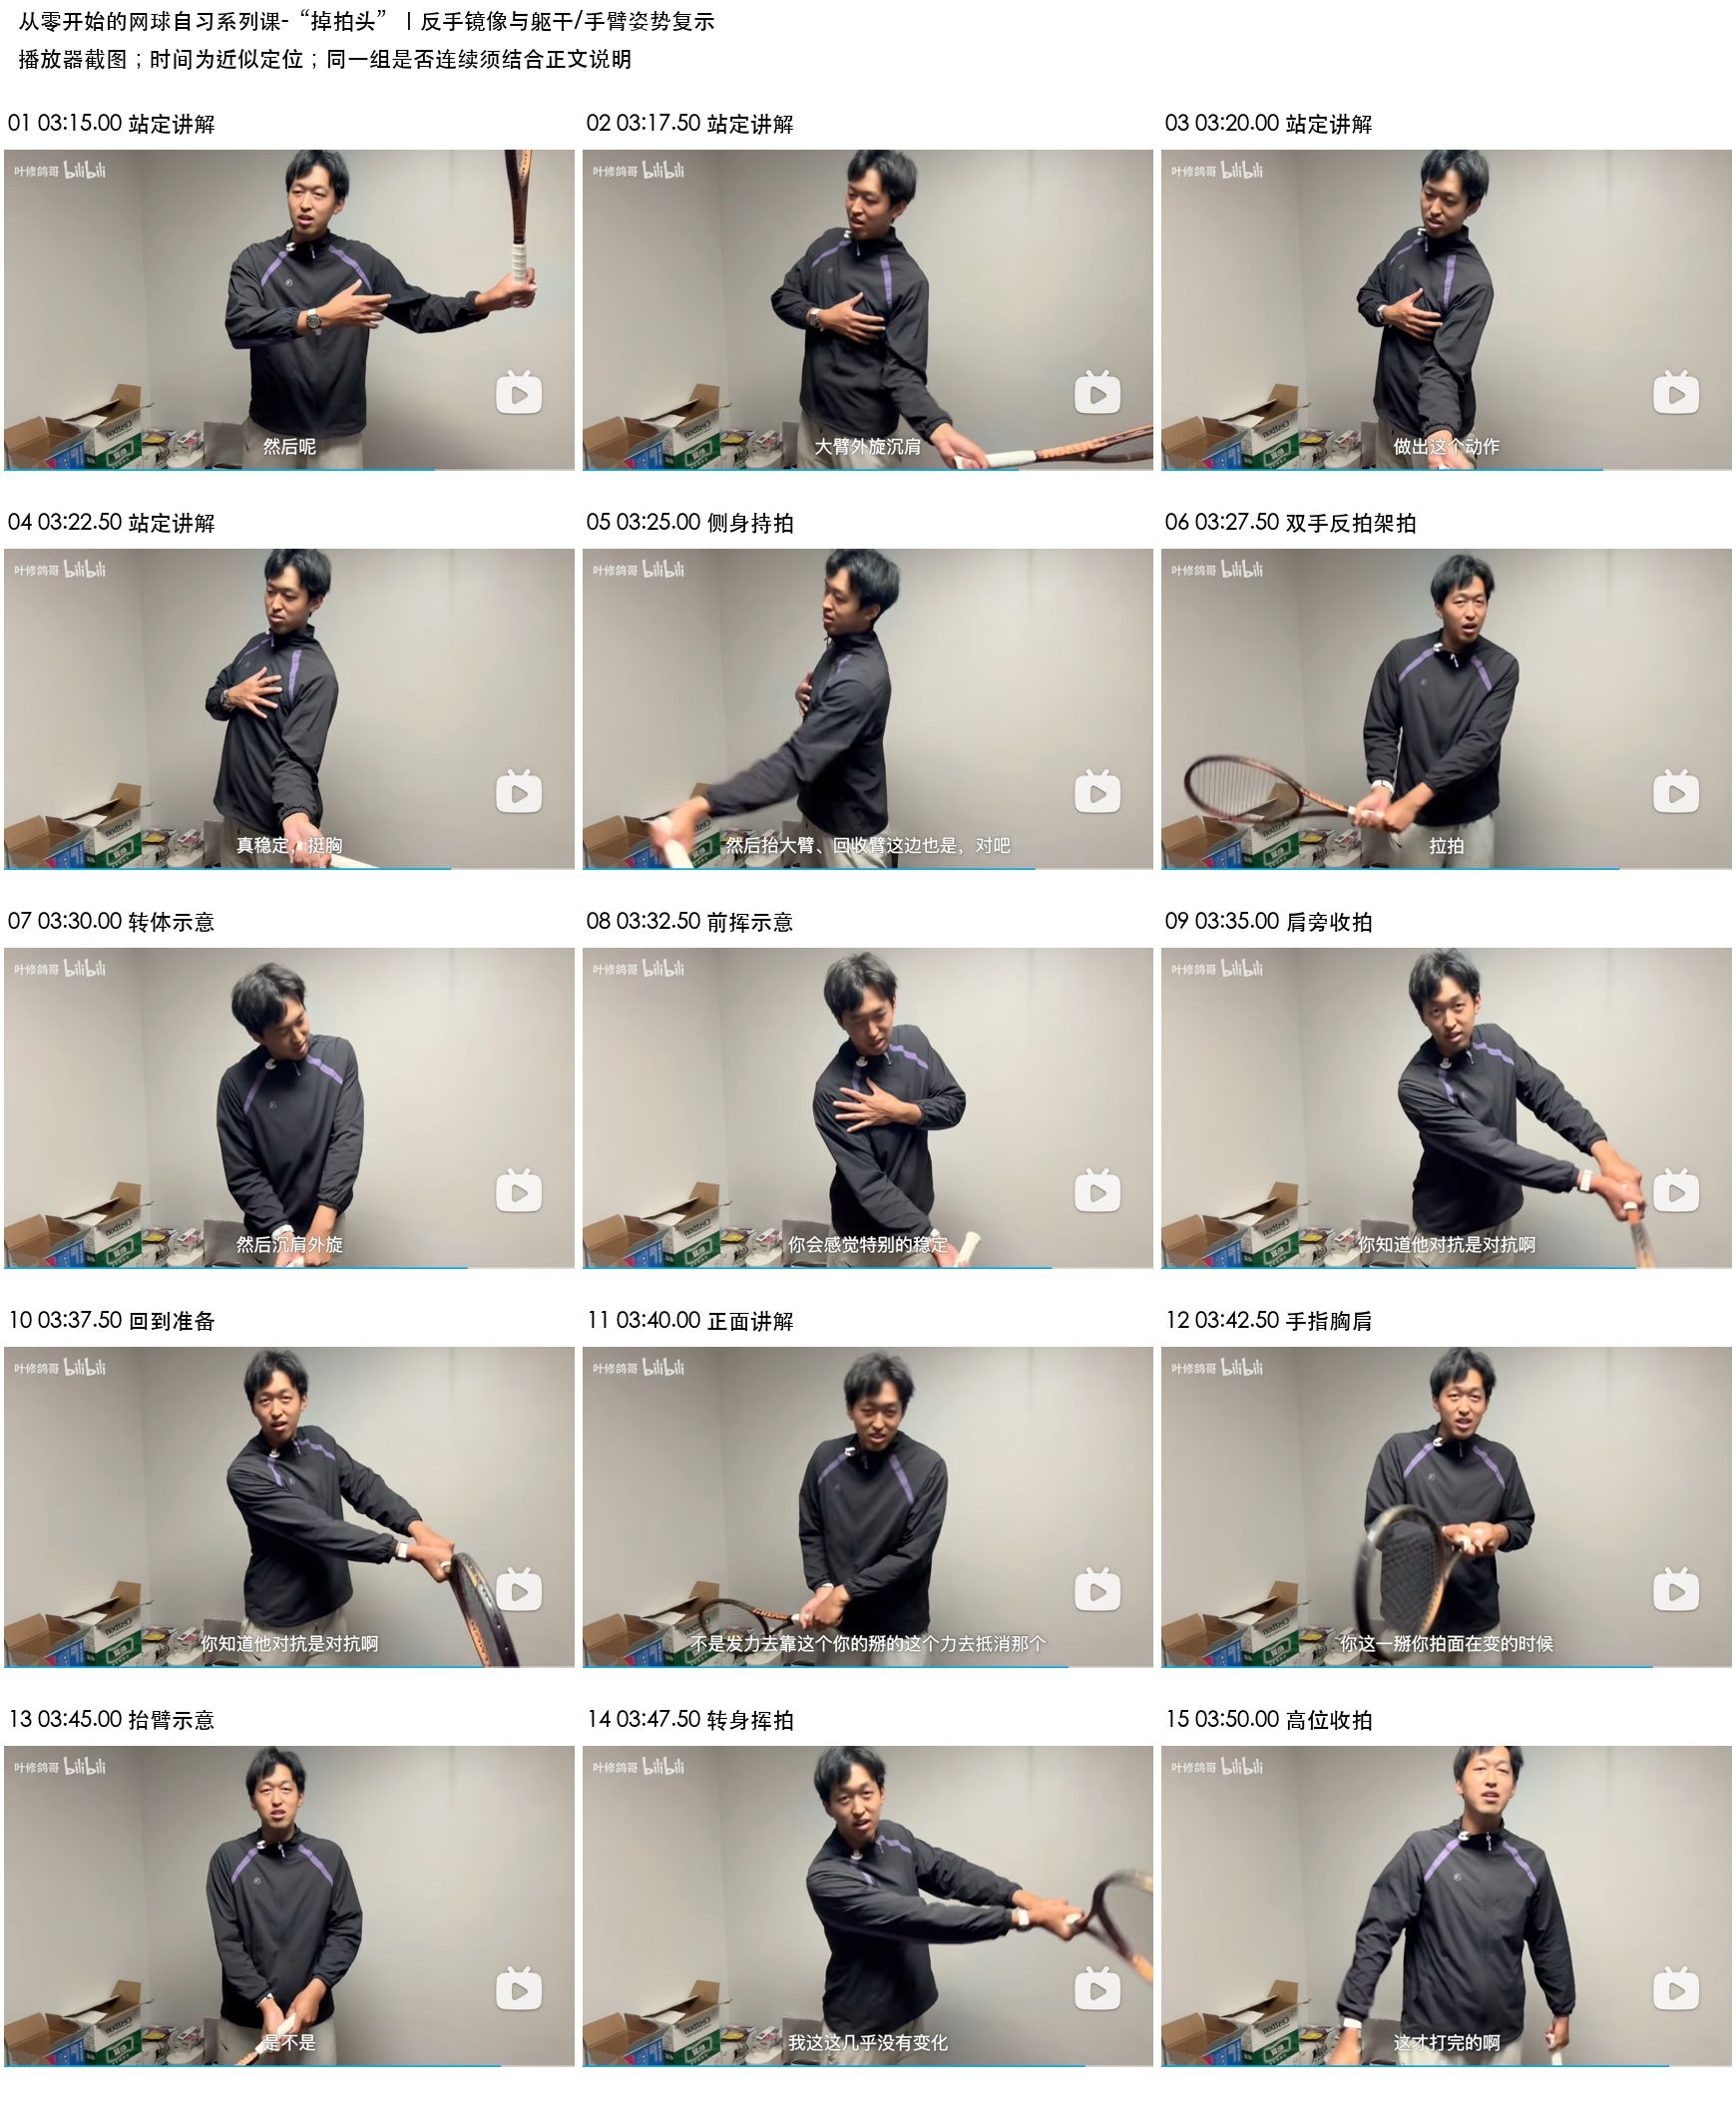 从零开始的网球自习系列课-“掉拍头”丨反手镜像与躯干/手臂姿势复示
播放器截图；时间为近似定位；同一组是否连续须结合正文说明
01 03:15.00 站定讲解
02 03:17.50 站定讲解
03 03:20.00 站定讲解
叶修鸽哥 bilibili
叶修鸽哥 bilibili
叶修鸽哥 bilibili
然后呢
大臂外旋沉肩
做出这个动作
04 03:22.50 站定讲解
05 03:25.00 侧身持拍
06 03:27.50 双手反拍架拍
叶修鸽哥 bilibili
叶修鸽哥 bilibili
叶修鸽哥 bilibili
真稳定，挺胸
然后抬大臂、回收臂这边也是，对吧
拉拍
07 03:30.00 转体示意
08 03:32.50 前挥示意
09 03:35.00 肩旁收拍
叶修鸽哥 bilibili
叶修鸽哥 bilibili
叶修鸽哥 bilibili
然后沉肩外旋
你会感觉特别的稳定
你知道他对抗是对抗啊
10 03:37.50 回到准备
11 03:40.00 正面讲解
12 03:42.50 手指胸肩
叶修鸽哥 bilibili
叶修鸽哥 bilibili
叶修鸽哥 bilibili
你知道他对抗是对抗啊
不是发力去靠这个你的掰的这个力去抵消那个
你这一掰你拍面在变的时候
13 03:45.00 抬臂示意
14 03:47.50 转身挥拍
15 03:50.00 高位收拍
叶修鸽哥 bilibili
叶修鸽哥 bilibili
叶修鸽哥 bilibili
是不是
我这这几乎没有变化
这才打完的啊